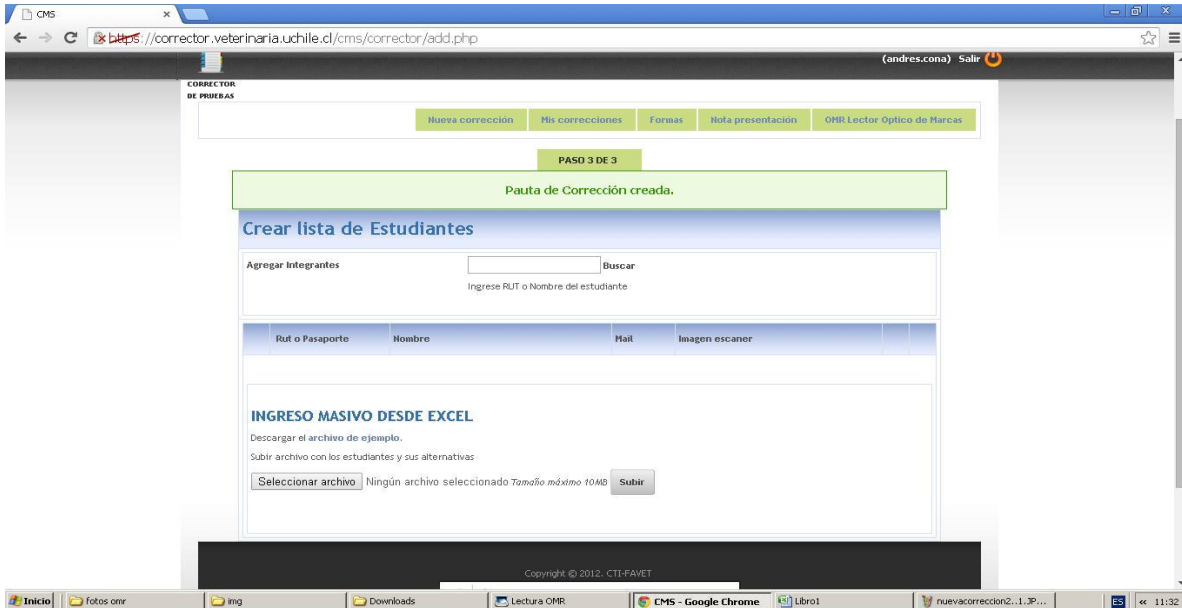 CMS
https://corrector.veterinaria.uchile.cl/cms/corrector/add.php
(andres.cona) Salir
CORRECTOR
DE PRUEBAS
Nueva corrección Mis correcciones Formas Nota presentación OMR Lector Optico de Marcas
PASO 3 DE 3
Pauta de Corrección creada.
Crear lista de Estudiantes
Agregar Integrantes Buscar
Ingrese RUT o Nombre del estudiante
Rut o Pasaporte Nombre Mail Imagen escaner
INGRESO MASIVO DESDE EXCEL
Descargar el archivo de ejemplo.
Subir archivo con los estudiantes y sus alternativas
Seleccionar archivo Ningún archivo seleccionado Tamaño máximo 10MB Subir
Copyright © 2012. CTI-FAVET
Inicio fotos omr img Downloads Lectura OMR CMS - Google Chrome Libro1 nuevacorreccion2..1.JP... ES « 11:32